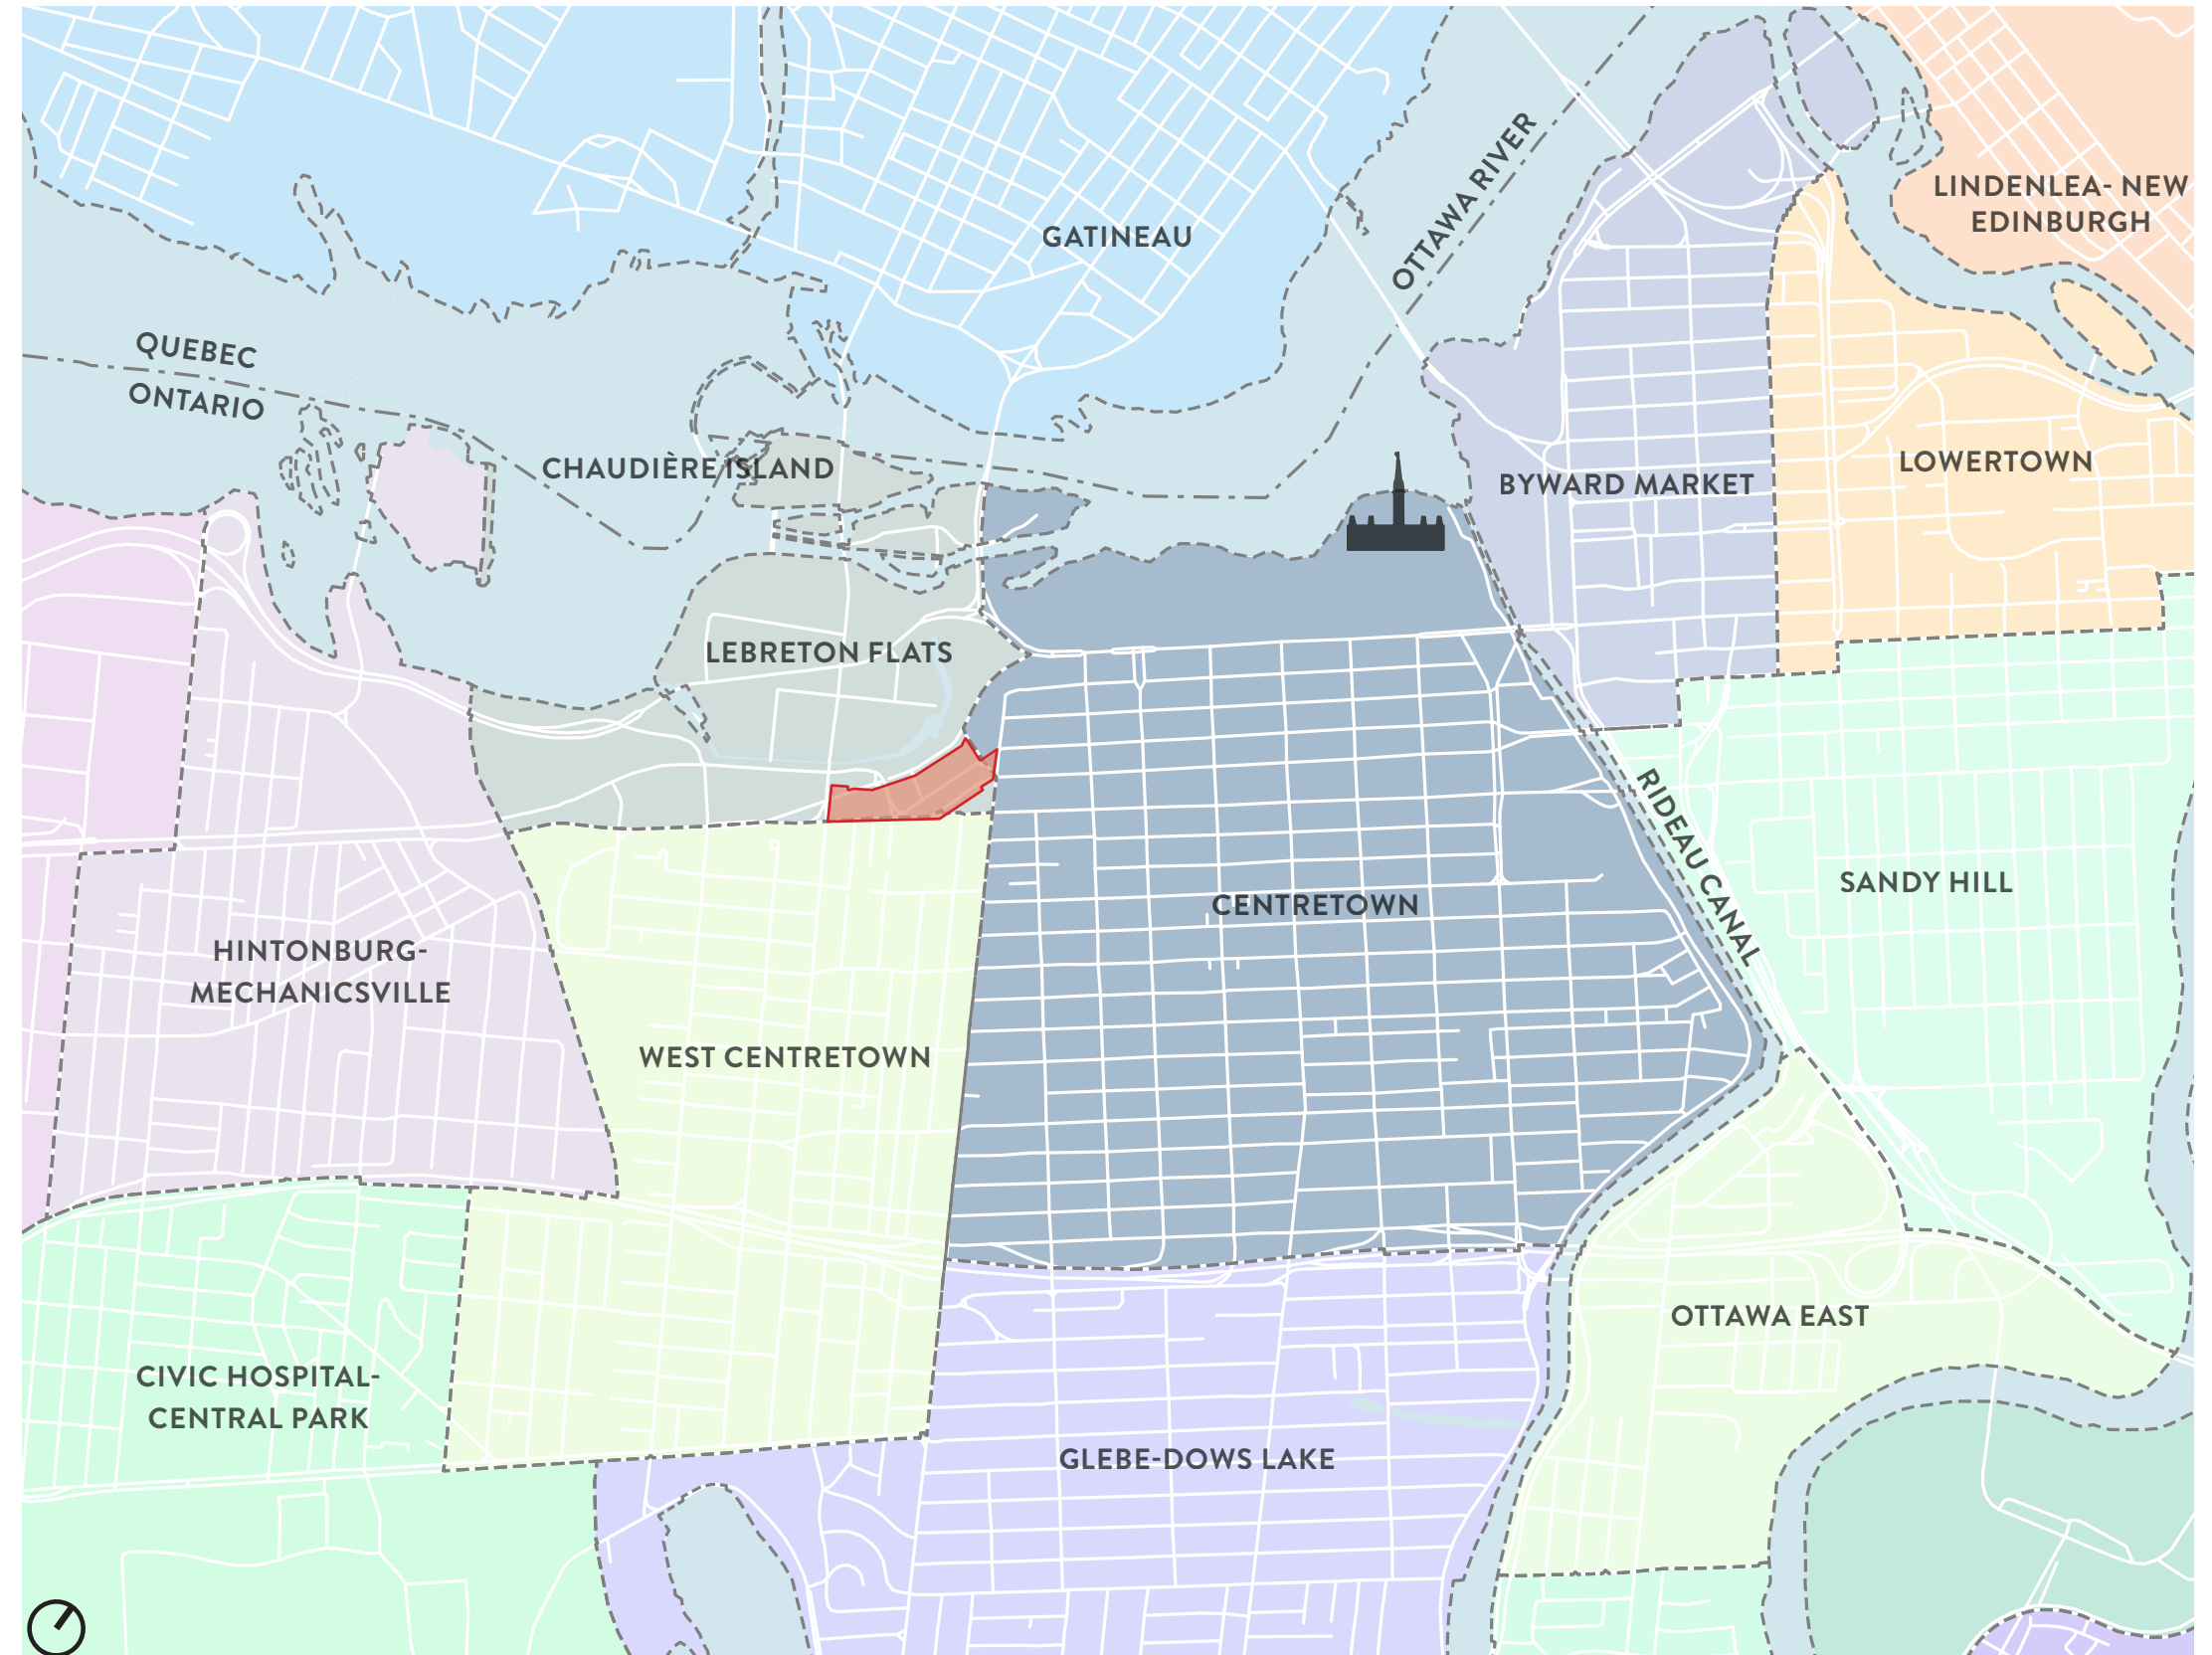 GATINEAU
OTTAWA RIVER
LINDENLEA- NEW
EDINBURGH
QUEBEC
ONTARIO
CHAUDIÈRE ISLAND
BYWARD MARKET
LOWERTOWN
LEBRETON FLATS
RIDEAU CANAL
SANDY HILL
CENTRETOWN
HINTONBURG-
MECHANICSVILLE
WEST CENTRETOWN
OTTAWA EAST
CIVIC HOSPITAL-
CENTRAL PARK
GLEBE-DOWS LAKE